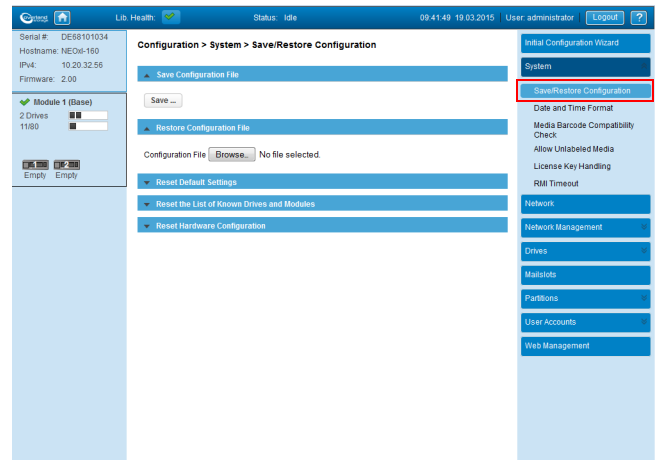 Overland
Lib. Health:
Status: Idle
09:41:49 19.03.2015
User: administrator
Logout
?
Serial #: DE68101034
Hostname: NEOxl-160
IPv4: 10.20.32.56
Firmware: 2.00
Module 1 (Base)
2 Drives
11/80
1
2
Empty
Empty
Configuration > System > Save/Restore Configuration
Save Configuration File
Save ...
Restore Configuration File
Configuration File
Browse..
No file selected.
Reset Default Settings
Reset the List of Known Drives and Modules
Reset Hardware Configuration
Initial Configuration Wizard
System
Save/Restore Configuration
Date and Time Format
Media Barcode Compatibility
Check
Allow Unlabeled Media
License Key Handling
RMI Timeout
Network
Network Management
Drives
Mailslots
Partitions
User Accounts
Web Management